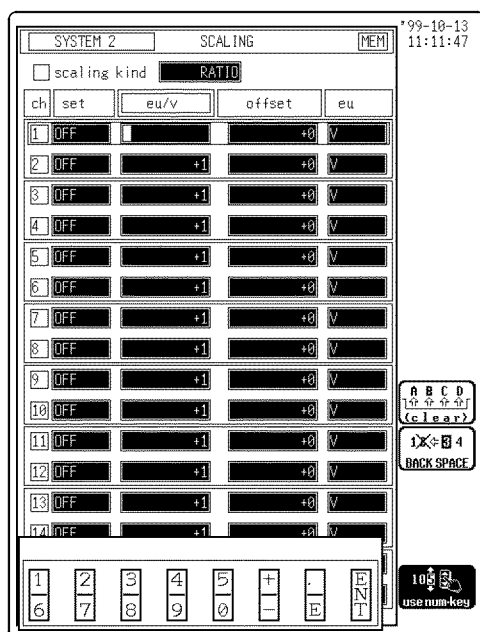 '99-10-13
SYSTEM 2 SCALING MEM 11:11:47
scaling kind RATIO
ch set eu/v offset eu
1 OFF +0 V
2 OFF +1 +0 V
3 OFF +1 +0 V
4 OFF +1 +0 V
5 OFF +1 +0 V
6 OFF +1 +0 V
7 OFF +1 +0 V
8 OFF +1 +0 V
9 OFF +1 +0 V
10 OFF +1 +0 V
11 OFF +1 +0 V
12 OFF +1 +0 V
13 OFF +1 +0 V
14 OFF +1 +0 V
A B C D
(clear)
BACK SPACE
1 2 3 4 5 + . ENT
6 7 8 9 0 - E
use num-key